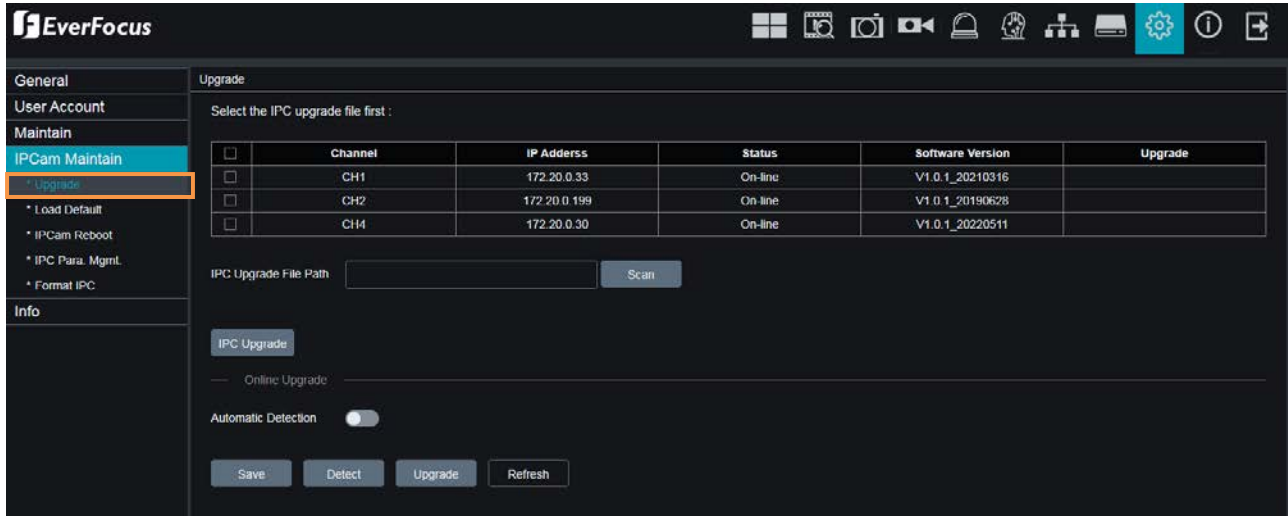 EverFocus
General
User Account
Maintain
IPCam Maintain
* Upgrade
* Load Default
* IPCam Reboot
* IPC Para. Mgmt.
* Format IPC
Info
Upgrade
Select the IPC upgrade file first :
Channel IP Adderss Status Software Version Upgrade
CH1 172.20.0.33 On-line V1.0.1_20210316
CH2 172.20.0.199 On-line V1.0.1_20190628
CH4 172.20.0.30 On-line V1.0.1_20220511
IPC Upgrade File Path Scan
IPC Upgrade
Online Upgrade
Automatic Detection
Save Detect Upgrade Refresh